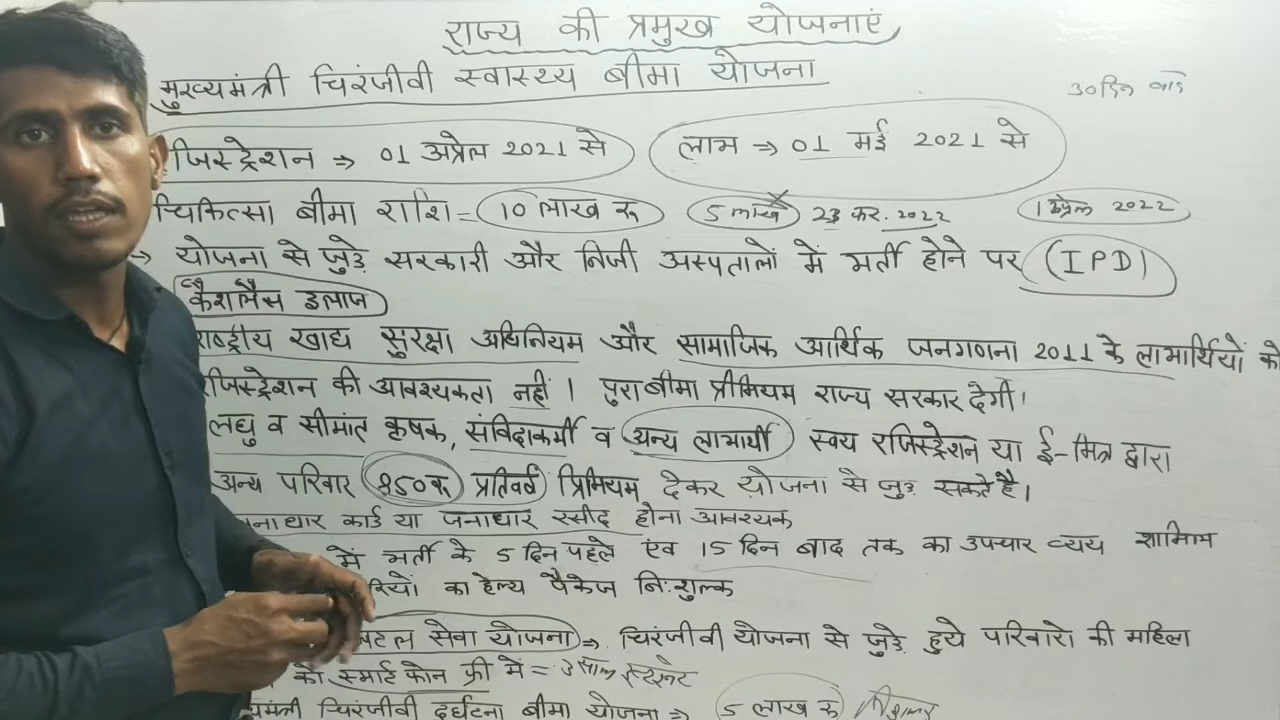 राज्य की प्रमुख योजनाएं
मुख्यमंत्री चिरंजीवी स्वास्थ्य बीमा योजना
30 दिन बाद
जिस्ट्रेशन ⇒ 01 अप्रेल 2021 से लाभ ⇒ 01 मई 2021 से
चिकित्सा बीमा राशि = 10 लाख रू 5 लाख 23 फर. 2022 1 अप्रेल 2022
→ योजना से जुड़े सरकारी और निजी अस्पतालों में भर्ती होने पर (IPD)
कैशलैस इलाज
राष्ट्रीय खाद्य सुरक्षा अधिनियम और सामाजिक आर्थिक जनगणना 2011 के लाभार्थियों को
रजिस्ट्रेशन की आवश्यकता नहीं। पुरा बीमा प्रीमियम राज्य सरकार देगी।
लघु व सीमांत कृषक, संविदाकर्मी व अन्य लाभार्थी स्वय रजिस्ट्रेशन या ई-मित्र द्वारा
अन्य परिवार 850 रू प्रतिवर्ष प्रिमियम देकर योजना से जुड़ सकते है।
नाधार कार्ड या जनाधार रसीद होना आवश्यक
में भर्ती के 5 दिन पहले एंव 15 दिन बाद तक का उपचार व्यय शामिल
रियों का हेल्थ पैकेज नि:शुल्क
टल सेवा योजना ⇒ चिरंजीवी योजना से जुड़े हुये परिवारो की महिला
को स्मार्ट फोन फ्री में = 3 साल
यमंत्री चिरंजीवी दुर्घटना बीमा योजना ⇒ 5 लाख रू